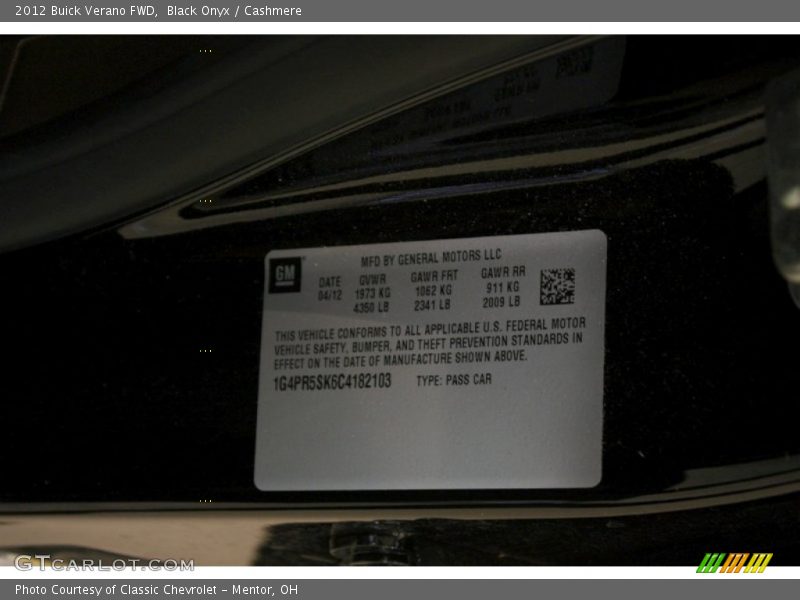 2012 Buick Verano FWD, Black Onyx / Cashmere
GM
MFD BY GENERAL MOTORS LLC
DATE GVWR GAWR FRT GAWR RR
04/12 1973 KG 1062 KG 911 KG
4350 LB 2341 LB 2009 LB
THIS VEHICLE CONFORMS TO ALL APPLICABLE U.S. FEDERAL MOTOR
VEHICLE SAFETY, BUMPER, AND THEFT PREVENTION STANDARDS IN
EFFECT ON THE DATE OF MANUFACTURE SHOWN ABOVE.
1G4PR5SK6C4182103 TYPE: PASS CAR
GTCARLOT.COM
Photo Courtesy of Classic Chevrolet - Mentor, OH